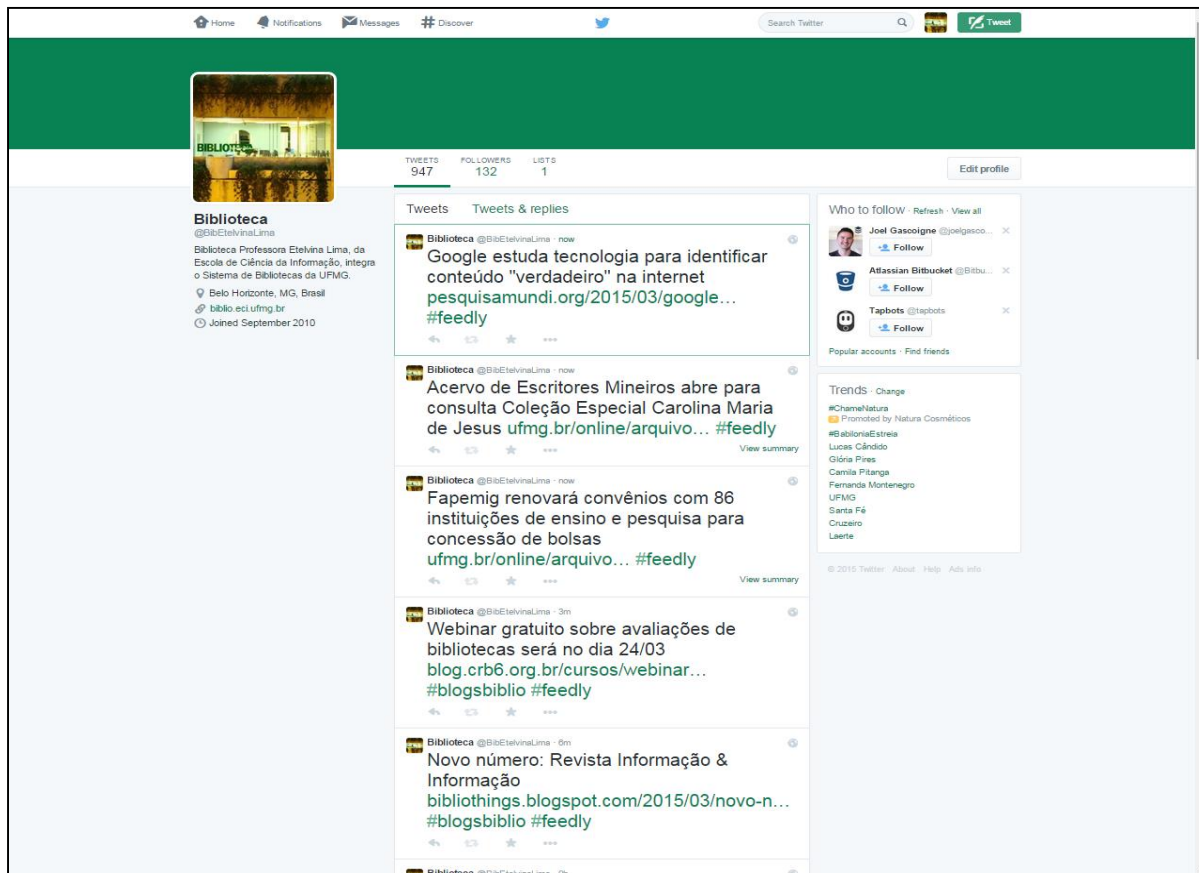 Home Notifications Messages Discover Search Twitter Tweet
BIBLIOTECA
TWEETS FOLLOWERS LISTS
947 132 1
Edit profile
Biblioteca
@BibEtelvinaLima
Biblioteca Professora Etelvina Lima, da
Escola de Ciência da Informação, integra
o Sistema de Bibliotecas da UFMG.
Belo Horizonte, MG, Brasil
biblio.eci.ufmg.br
Joined September 2010
Tweets Tweets & replies
Biblioteca @BibEtelvinaLima · now
Google estuda tecnologia para identificar
conteúdo "verdadeiro" na internet
pesquisamundi.org/2015/03/google...
#feedly
Biblioteca @BibEtelvinaLima · now
Acervo de Escritores Mineiros abre para
consulta Coleção Especial Carolina Maria
de Jesus ufmg.br/online/arquivo... #feedly
View summary
Biblioteca @BibEtelvinaLima · now
Fapemig renovará convênios com 86
instituições de ensino e pesquisa para
concessão de bolsas
ufmg.br/online/arquivo... #feedly
View summary
Biblioteca @BibEtelvinaLima · 3m
Webinar gratuito sobre avaliações de
bibliotecas será no dia 24/03
blog.crb6.org.br/cursos/webinar...
#blogsbiblio #feedly
Biblioteca @BibEtelvinaLima · 6m
Novo número: Revista Informação &
Informação
bibliothings.blogspot.com/2015/03/novo-n...
#blogsbiblio #feedly
Who to follow · Refresh · View all
Joel Gascoigne @joelgasco...
Follow
Atlassian Bitbucket @Bitbu...
Follow
Tapbots @tapbots
Follow
Popular accounts · Find friends
Trends · Change
#ChameNatura
Promoted by Natura Cosméticos
#BabiloniaEstreia
Lucas Cândido
Glória Pires
Camila Pitanga
Fernanda Montenegro
UFMG
Santa Fé
Cruzeiro
Laerte
© 2015 Twitter About Help Ads info